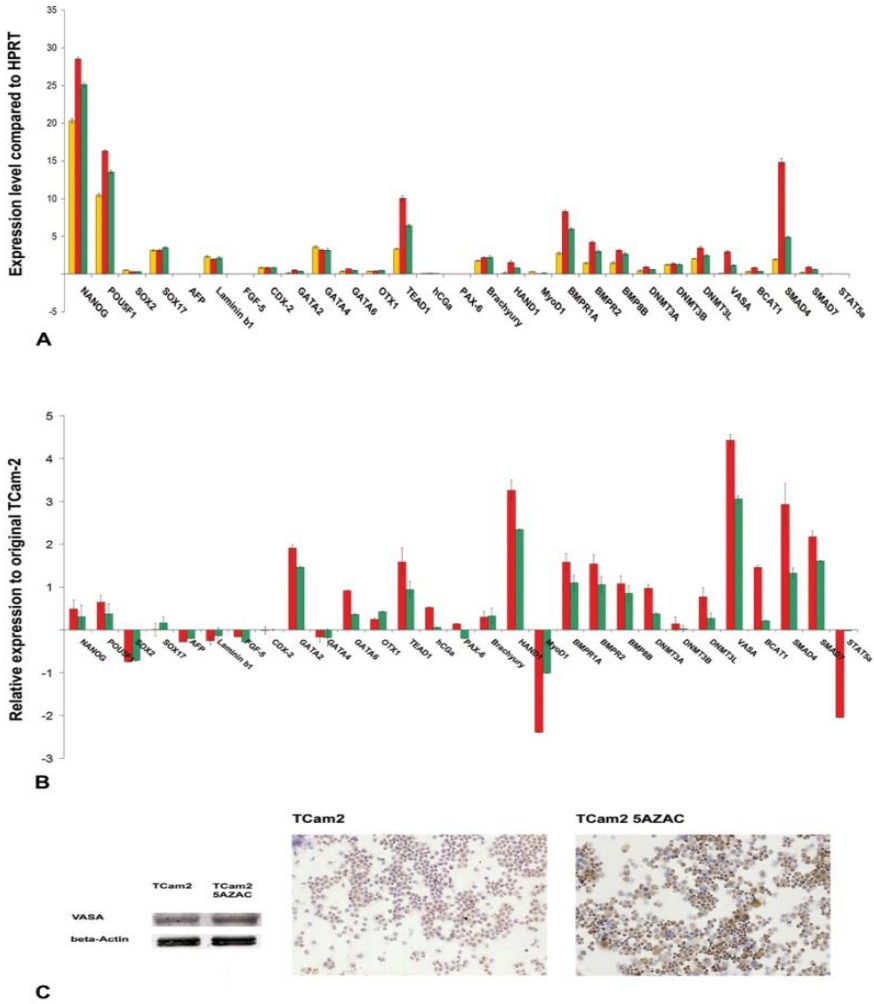 Expression level compared to HPRT
35
30
25
20
15
10
5
-5
NANOG
POU5F1
SOX2
SOX17
AFP
Laminin b1
FGF-5
CDX-2
GATA2
GATA4
GATA6
OTX1
TEAD1
hCGa
PAX-6
Brachyury
HAND1
MyoD1
BMPR1A
BMPR2
BMP8B
DNMT3A
DNMT3B
DNMT3L
VASA
BCAT1
SMAD4
SMAD7
STAT5a
A
Relative expression to original TCam-2
5
4
3
2
1
-1
-2
-3
NANOG
POU5F1
SOX2
SOX17
AFP
Laminin b1
FGF-5
CDX-2
GATA2
GATA4
GATA6
OTX1
TEAD1
hCGa
PAX-6
Brachyury
HAND1
MyoD1
BMPR1A
BMPR2
BMP8B
DNMT3A
DNMT3B
DNMT3L
VASA
BCAT1
SMAD4
SMAD7
STAT5a
B
TCam2
TCam2 5AZAC
TCam2
TCam2
5AZAC
VASA
beta-Actin
C